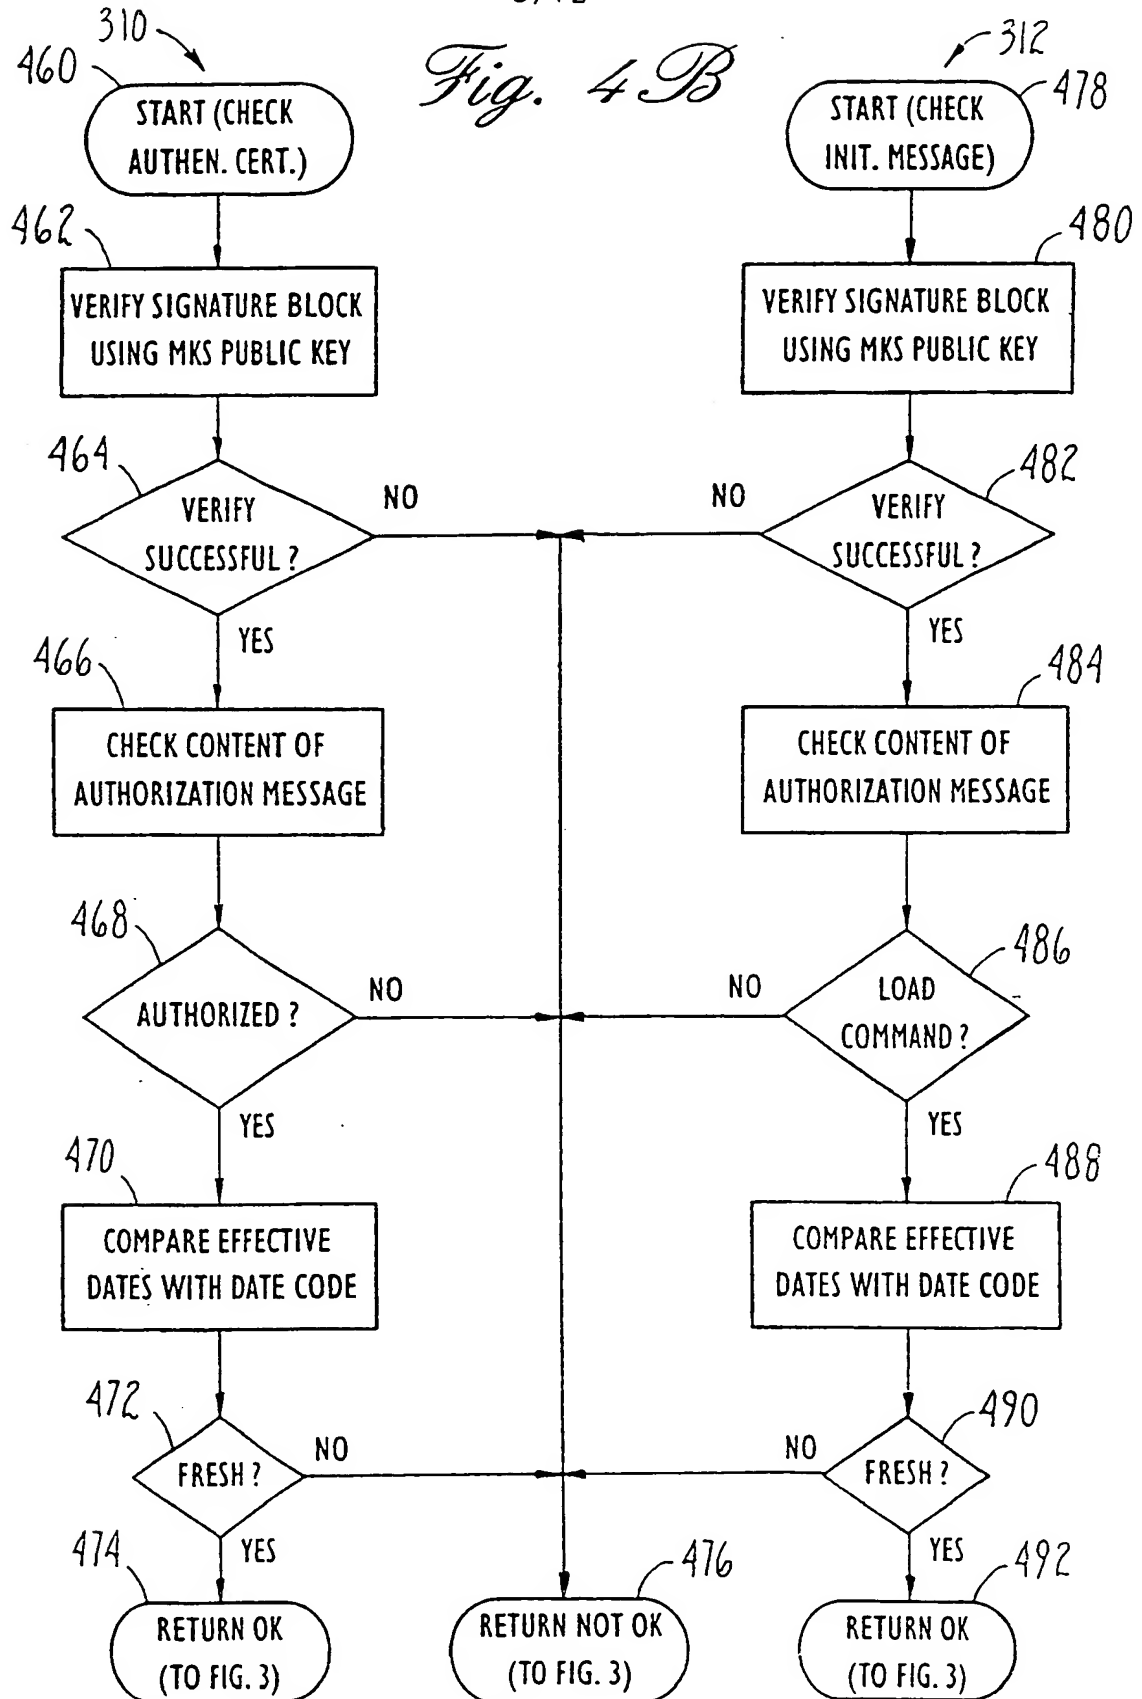 310
460
Fig. 4B
312
478
START (CHECK
AUTHEN. CERT.)
START (CHECK
INIT. MESSAGE)
462
480
VERIFY SIGNATURE BLOCK
USING MKS PUBLIC KEY
VERIFY SIGNATURE BLOCK
USING MKS PUBLIC KEY
464
482
VERIFY
SUCCESSFUL ?
NO
NO
VERIFY
SUCCESSFUL ?
YES
YES
466
484
CHECK CONTENT OF
AUTHORIZATION MESSAGE
CHECK CONTENT OF
AUTHORIZATION MESSAGE
468
486
AUTHORIZED ?
NO
NO
LOAD
COMMAND ?
YES
YES
470
488
COMPARE EFFECTIVE
DATES WITH DATE CODE
COMPARE EFFECTIVE
DATES WITH DATE CODE
472
490
FRESH ?
NO
NO
FRESH ?
YES
YES
474
476
492
RETURN OK
(TO FIG. 3)
RETURN NOT OK
(TO FIG. 3)
RETURN OK
(TO FIG. 3)